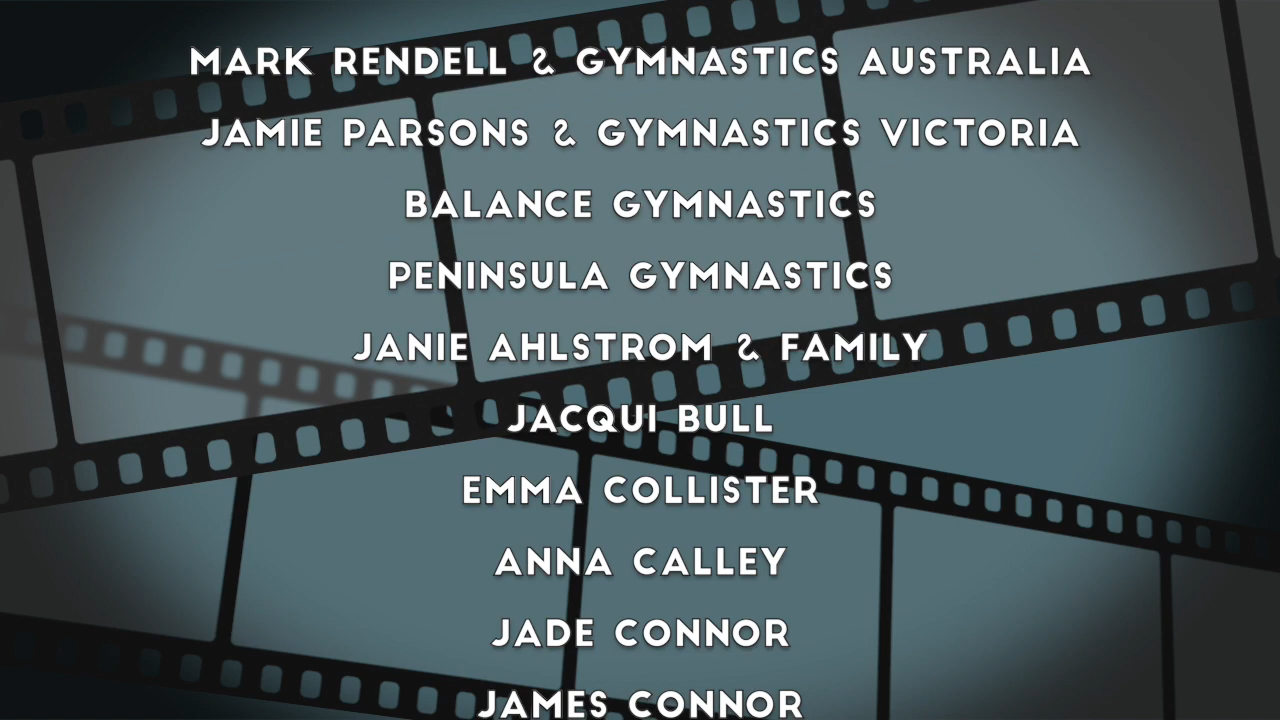 MARK RENDELL & GYMNASTICS AUSTRALIA
JAMIE PARSONS & GYMNASTICS VICTORIA
BALANCE GYMNASTICS
PENINSULA GYMNASTICS
JANIE AHLSTROM & FAMILY
JACQUI BULL
EMMA COLLISTER
ANNA CALLEY
JADE CONNOR
JAMES CONNOR